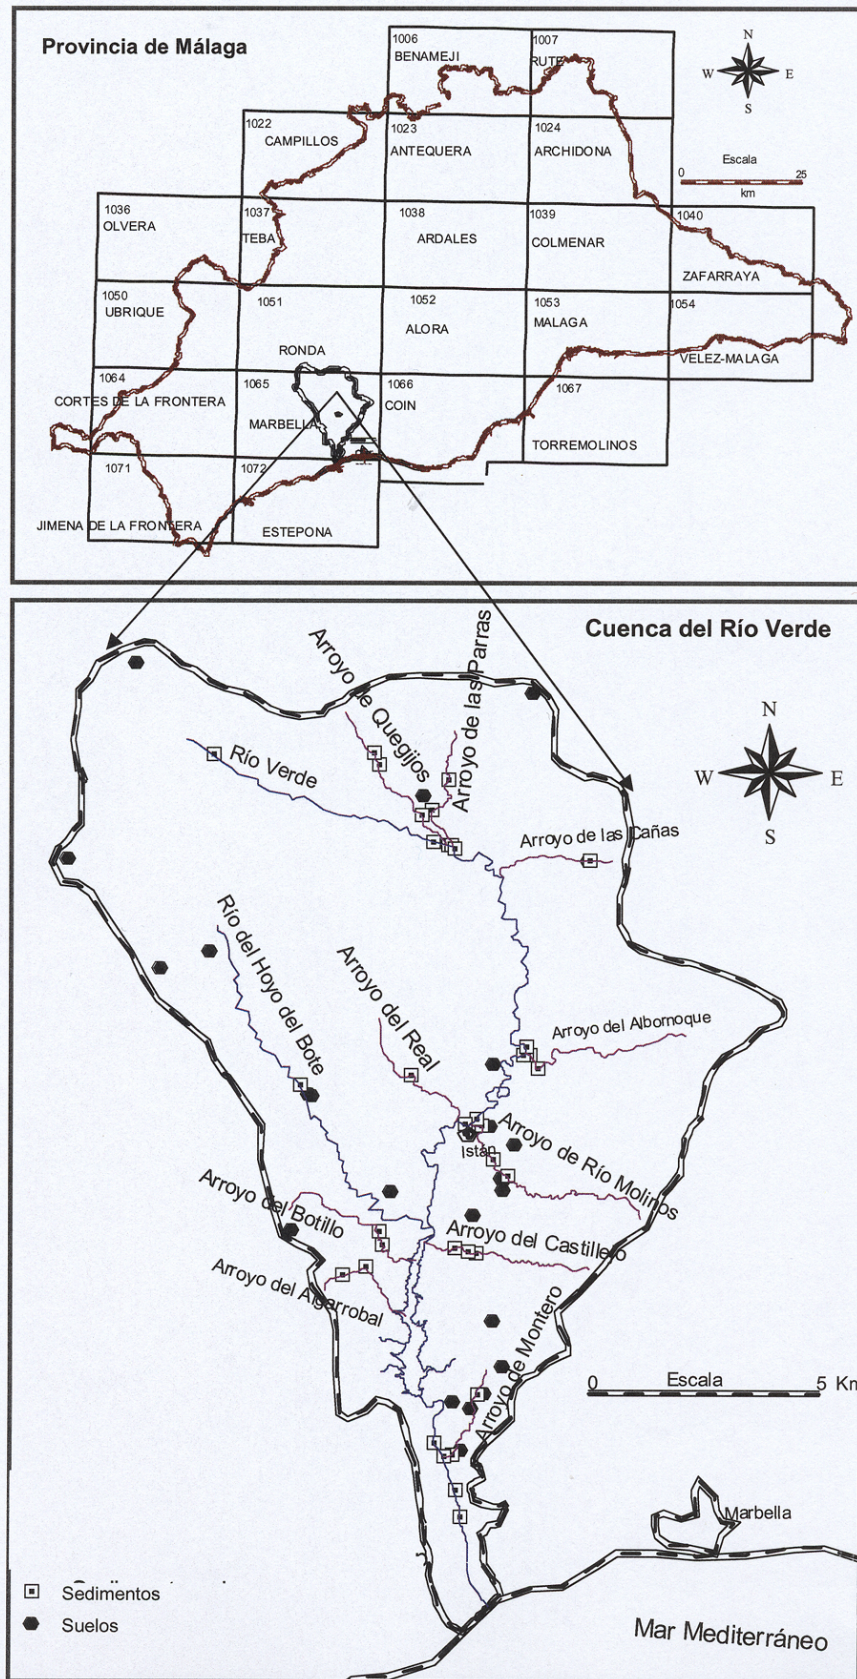 Provincia de Málaga
1006
BENAMEJI
1007
RUTE
N
W
E
S
1022
CAMPILLOS
1023
ANTEQUERA
1024
ARCHIDONA
Escala
0
25
km
1036
OLVERA
1037
TEBA
1038
ARDALES
1039
COLMENAR
1040
ZAFARRAYA
1050
UBRIQUE
1051
RONDA
1052
ALORA
1053
MALAGA
1054
VELEZ-MALAGA
1064
CORTES DE LA FRONTERA
1065
MARBELLA
1066
COIN
1067
TORREMOLINOS
1071
JIMENA DE LA FRONTERA
1072
ESTEPONA
Cuenca del Río Verde
N
W
E
S
Arroyo de Quegijos
Arroyo de las Parras
Río Verde
Arroyo de las Cañas
Río del Hoyo del Bote
Arroyo del Real
Arroyo del Albornoque
Istán
Arroyo de Río Molinos
Arroyo del Botillo
Arroyo del Castillejo
Arroyo del Algarrobal
Arroyo de Montero
Escala
0
5 Km
Marbella
Sedimentos
Suelos
Mar Mediterráneo